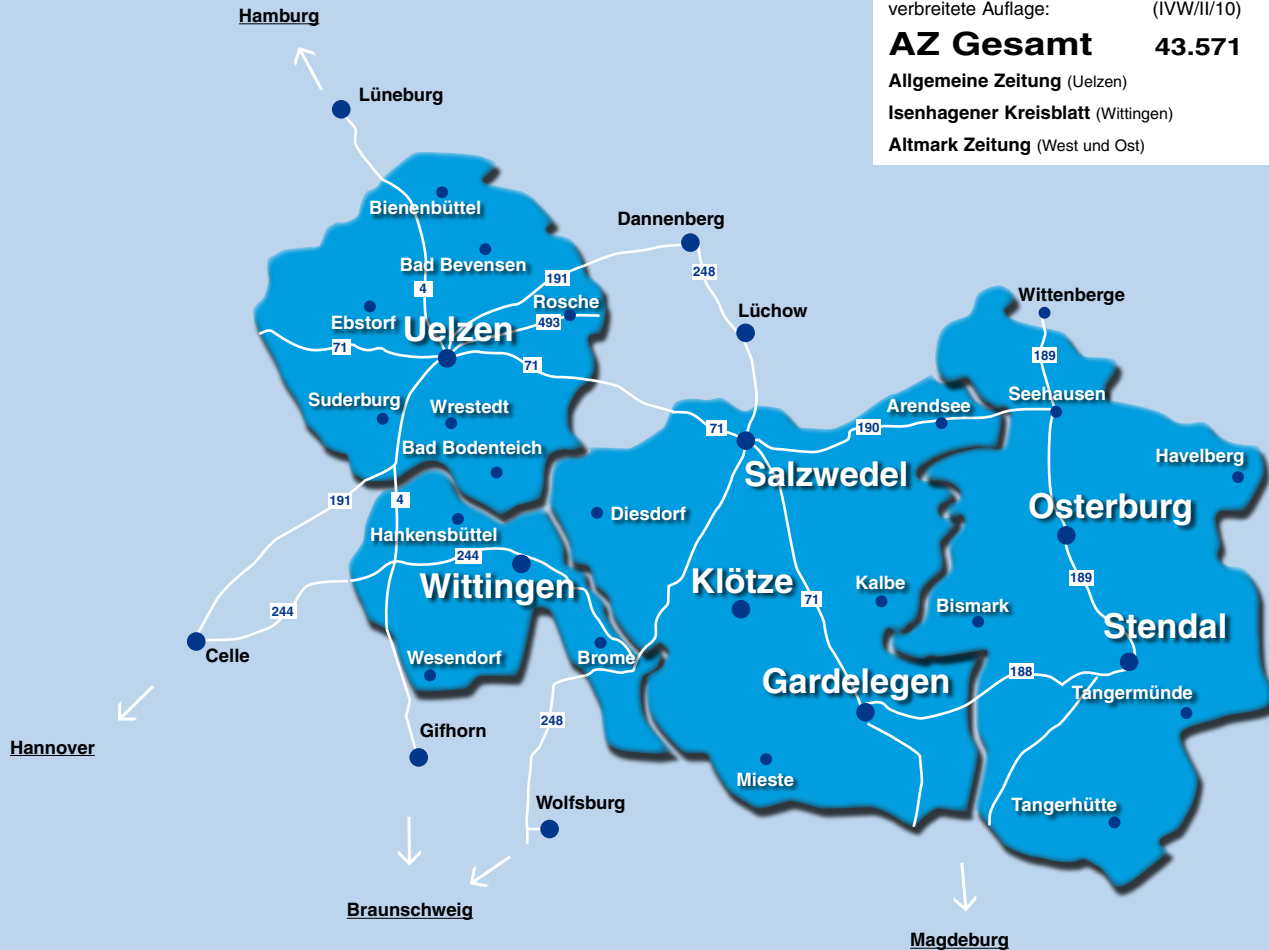 Hamburg
verbreitete Auflage: (IVW/II/10)
AZ Gesamt 43.571
Allgemeine Zeitung (Uelzen)
Isenhagener Kreisblatt (Wittingen)
Altmark Zeitung (West und Ost)
Lüneburg
Bienenbüttel
Dannenberg
Bad Bevensen
191
248
4
Rosche
Wittenberge
Lüchow
Ebstorf
Uelzen
493
71
71
189
Suderburg
Wrestedt
Arendsee
Seehausen
71
190
Bad Bodenteich
Salzwedel
Havelberg
191
4
Diesdorf
Osterburg
Hankensbüttel
244
Wittingen
Klötze
Kalbe
189
71
244
Bismark
Stendal
Celle
Wesendorf
Brome
Gardelegen
188
Tangermünde
248
Gifhorn
Hannover
Mieste
Wolfsburg
Tangerhütte
Braunschweig
Magdeburg